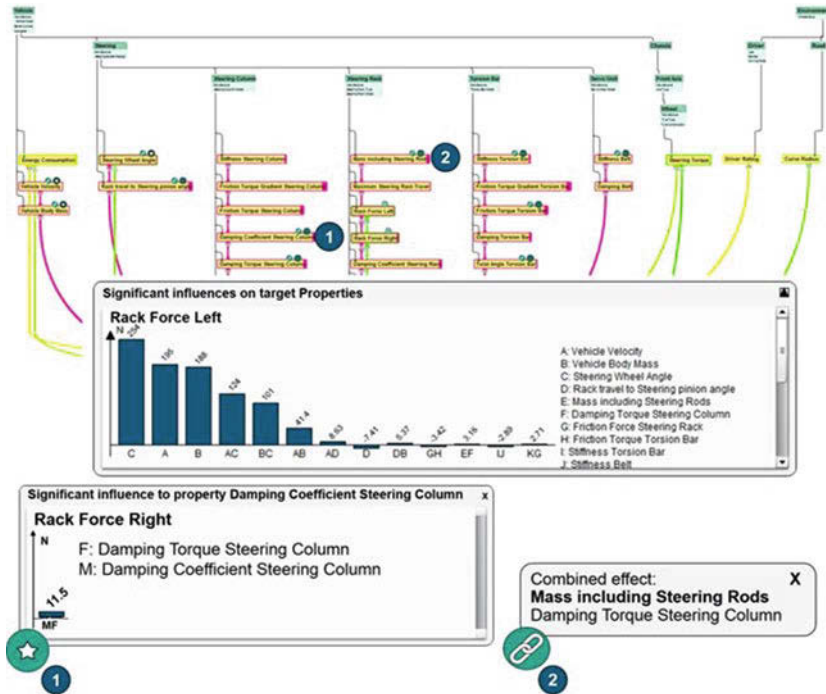 Vehicle
Environment
Steering
Chassis
Driver
Road
Steering Column
Steering Rack
Torsion Bar
Servo Unit
Front Axle
Wheel
Energy Consumption
Steering Wheel Angle
Stiffness Steering Column
Mass including Steering Rods
2
Stiffness Torsion Bar
Stiffness Belt
Steering Torque
Driver Rating
Curve Radius
Vehicle Velocity
Rack travel to Steering pinion angle
Friction Torque Gradient Steering Column
Maximum Steering Rack Travel
Friction Torque Gradient Torsion Bar
Damping Belt
Vehicle Body Mass
Friction Torque Steering Column
Rack Force Left
Friction Torque Torsion Bar
Damping Coefficient Steering Column
1
Rack Force Right
Damping Torsion Bar
Damping Torque Steering Column
Damping Coefficient Steering Rack
Twist Angle Torsion Bar
Significant influences on target Properties
Rack Force Left
N
254
195
188
124
101
41.4
8.63
-7.41
5.37
-3.42
3.16
-2.89
2.71
C A B AC BC AB AD D DB GH EF IJ KG
A: Vehicle Velocity
B: Vehicle Body Mass
C: Steering Wheel Angle
D: Rack travel to Steering pinion angle
E: Mass including Steering Rods
F: Damping Torque Steering Column
G: Friction Force Steering Rack
H: Friction Torque Torsion Bar
I: Stiffness Torsion Bar
J: Stiffness Belt
Significant influence to property Damping Coefficient Steering Column x
Rack Force Right
N
F: Damping Torque Steering Column
M: Damping Coefficient Steering Column
11.5
MF
1
Combined effect: X
Mass including Steering Rods
Damping Torque Steering Column
2